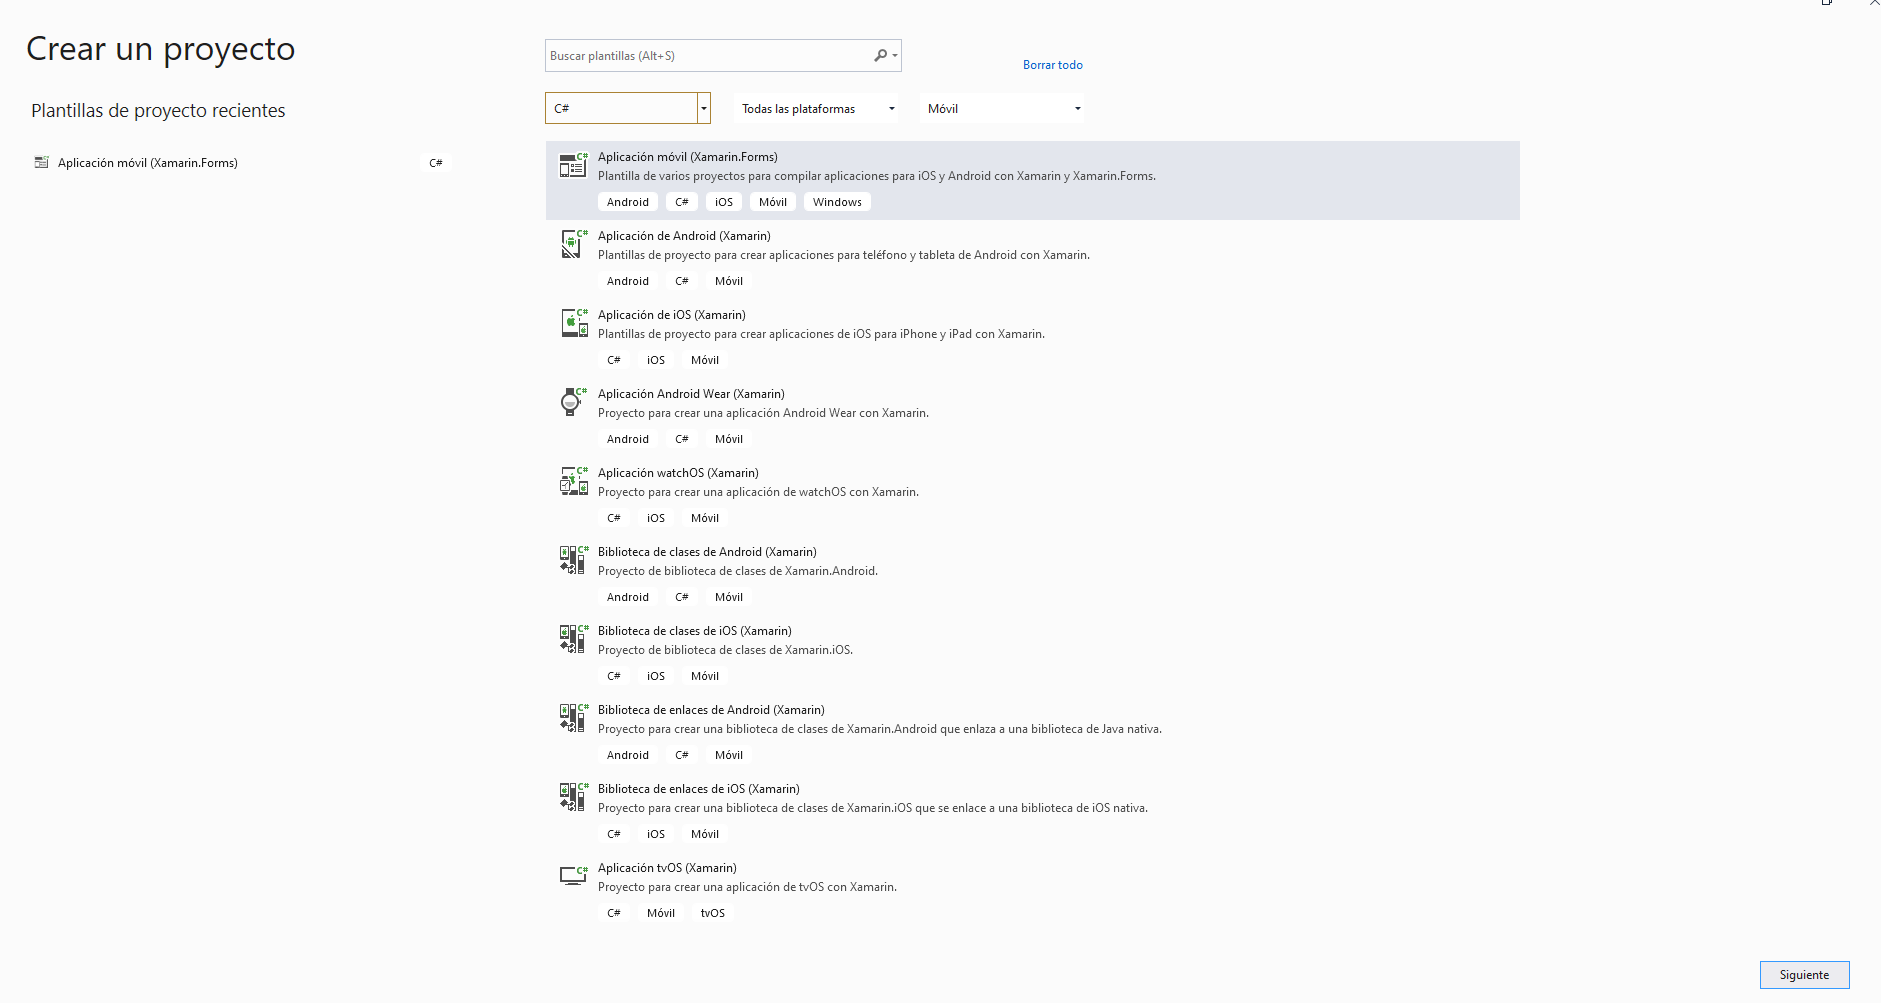 Crear un proyecto
Buscar plantillas (Alt+S)
Borrar todo
Plantillas de proyecto recientes
C#
Todas las plataformas
Móvil
Aplicación móvil (Xamarin.Forms)
C#
Aplicación móvil (Xamarin.Forms)
Plantilla de varios proyectos para compilar aplicaciones para iOS y Android con Xamarin y Xamarin.Forms.
Android C# iOS Móvil Windows
Aplicación de Android (Xamarin)
Plantillas de proyecto para crear aplicaciones para teléfono y tableta de Android con Xamarin.
Android C# Móvil
Aplicación de iOS (Xamarin)
Plantillas de proyecto para crear aplicaciones de iOS para iPhone y iPad con Xamarin.
C# iOS Móvil
Aplicación Android Wear (Xamarin)
Proyecto para crear una aplicación Android Wear con Xamarin.
Android C# Móvil
Aplicación watchOS (Xamarin)
Proyecto para crear una aplicación de watchOS con Xamarin.
C# iOS Móvil
Biblioteca de clases de Android (Xamarin)
Proyecto de biblioteca de clases de Xamarin.Android.
Android C# Móvil
Biblioteca de clases de iOS (Xamarin)
Proyecto de biblioteca de clases de Xamarin.iOS.
C# iOS Móvil
Biblioteca de enlaces de Android (Xamarin)
Proyecto para crear una biblioteca de clases de Xamarin.Android que enlaza a una biblioteca de Java nativa.
Android C# Móvil
Biblioteca de enlaces de iOS (Xamarin)
Proyecto para crear una biblioteca de clases de Xamarin.iOS que se enlace a una biblioteca de iOS nativa.
C# iOS Móvil
Aplicación tvOS (Xamarin)
Proyecto para crear una aplicación de tvOS con Xamarin.
C# Móvil tvOS
Siguiente